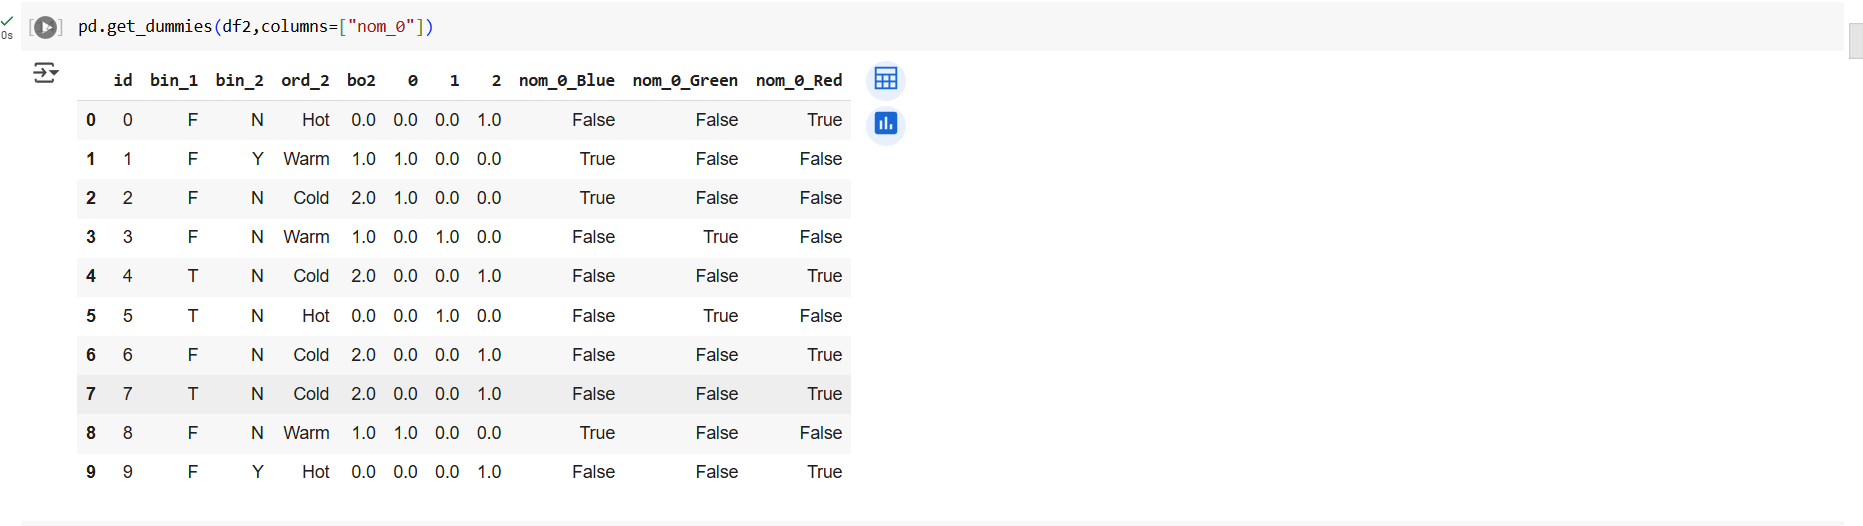 [ ] pd.get_dummies(df2,columns=["nom_0"])
0s
id bin_1 bin_2 ord_2 bo2 0 1 2 nom_0_Blue nom_0_Green nom_0_Red
0 0 F N Hot 0.0 0.0 0.0 1.0 False False True
1 1 F Y Warm 1.0 1.0 0.0 0.0 True False False
2 2 F N Cold 2.0 1.0 0.0 0.0 True False False
3 3 F N Warm 1.0 0.0 1.0 0.0 False True False
4 4 T N Cold 2.0 0.0 0.0 1.0 False False True
5 5 T N Hot 0.0 0.0 1.0 0.0 False True False
6 6 F N Cold 2.0 0.0 0.0 1.0 False False True
7 7 T N Cold 2.0 0.0 0.0 1.0 False False True
8 8 F N Warm 1.0 1.0 0.0 0.0 True False False
9 9 F Y Hot 0.0 0.0 0.0 1.0 False False True